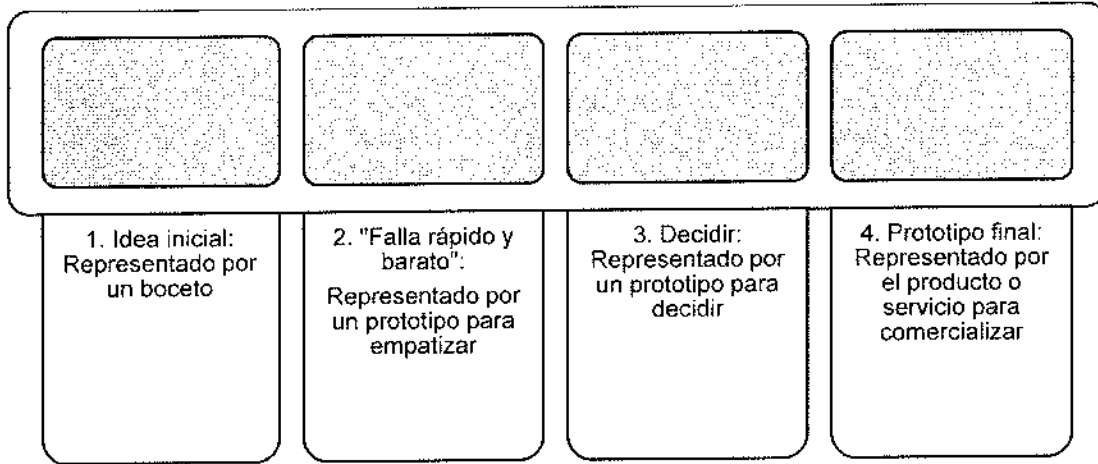 1. Idea inicial:
Representado por
un boceto
2. "Falla rápido y
barato":
Representado por
un prototipo para
empatizar
3. Decidir:
Representado por
un prototipo para
decidir
4. Prototipo final:
Representado por
el producto o
servicio para
comercializar